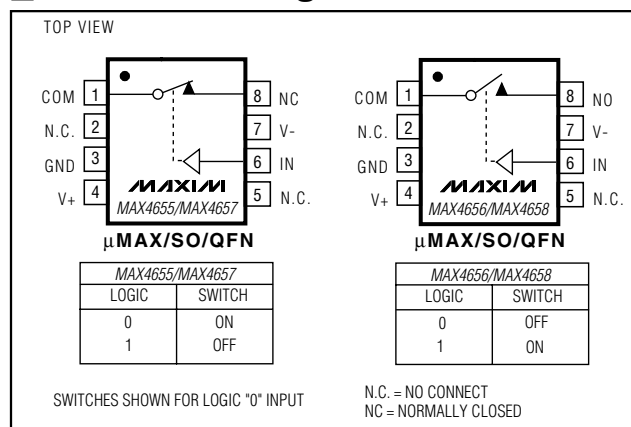 TOP VIEW
COM 1
N.C. 2
GND 3
V+ 4
8 NC
7 V-
6 IN
5 N.C.
MAXIM
MAX4655/MAX4657
µMAX/SO/QFN
MAX4655/MAX4657
LOGIC SWITCH
0 ON
1 OFF
COM 1
N.C. 2
GND 3
V+ 4
8 NO
7 V-
6 IN
5 N.C.
MAXIM
MAX4656/MAX4658
µMAX/SO/QFN
MAX4656/MAX4658
LOGIC SWITCH
0 OFF
1 ON
SWITCHES SHOWN FOR LOGIC "0" INPUT
N.C. = NO CONNECT
NC = NORMALLY CLOSED